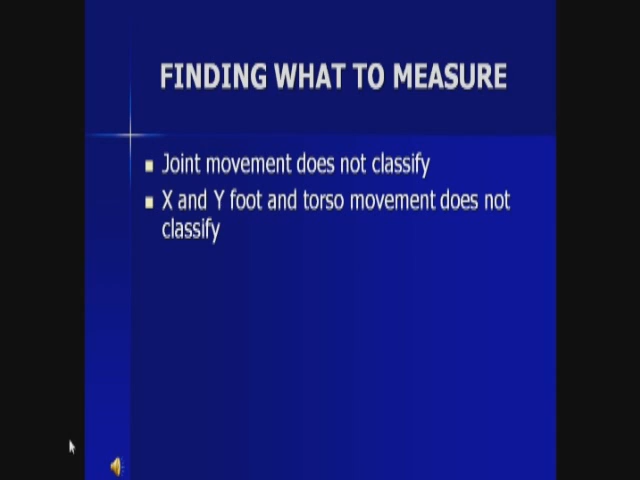 FINDING WHAT TO MEASURE
Joint movement does not classify
X and Y foot and torso movement does not
classify